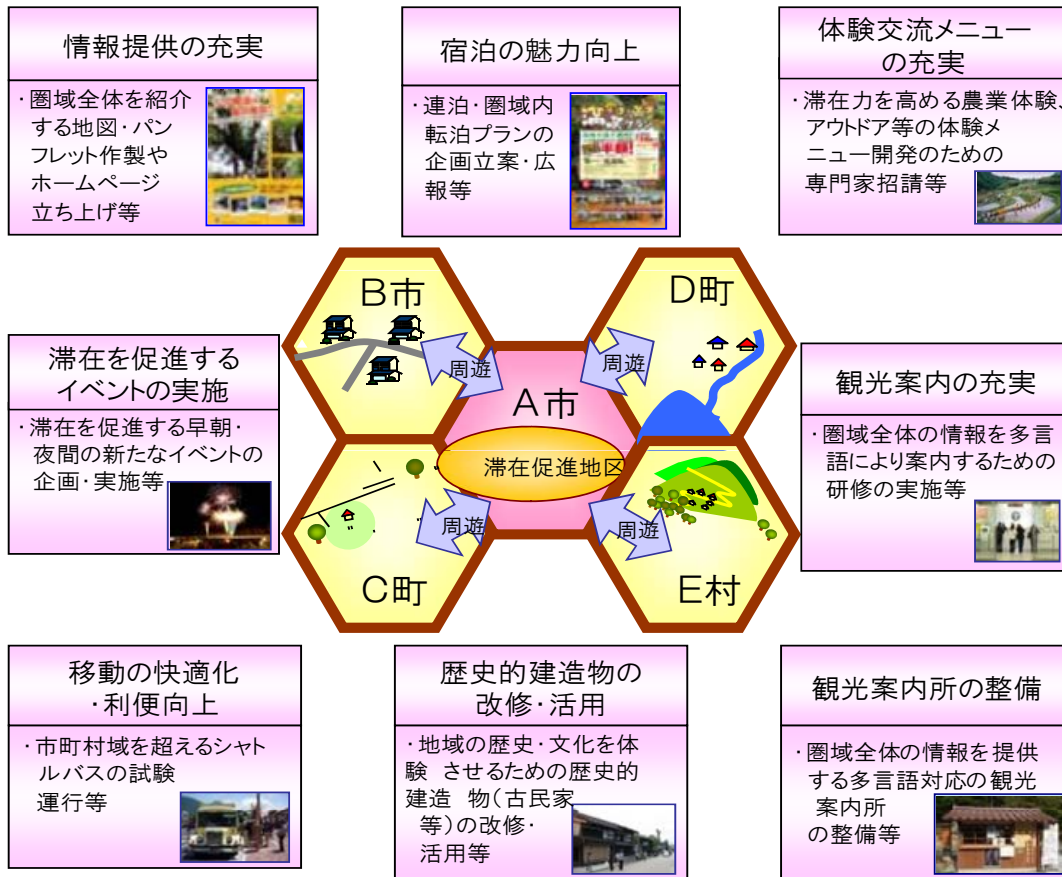 情報提供の充実
・圏域全体を紹介
する地図・パン
フレット作製や
ホームページ
立ち上げ等
宿泊の魅力向上
・連泊・圏域内
転泊プランの
企画立案・広
報等
体験交流メニュー
の充実
・滞在力を高める農業体験、
アウトドア等の体験メ
ニュー開発のための
専門家招請等
B市
D町
周遊
周遊
A市
滞在促進地区
周遊
周遊
C町
E村
滞在を促進する
イベントの実施
・滞在を促進する早朝・
夜間の新たなイベントの
企画・実施等
観光案内の充実
・圏域全体の情報を多言
語により案内するための
研修の実施等
移動の快適化
・利便向上
・市町村域を超えるシャト
ルバスの試験
運行等
歴史的建造物の
改修・活用
・地域の歴史・文化を体
験 させるための歴史的
建造 物(古民家
等)の改修・
活用等
観光案内所の整備
・圏域全体の情報を提供
する多言語対応の観光
案内所
の整備等